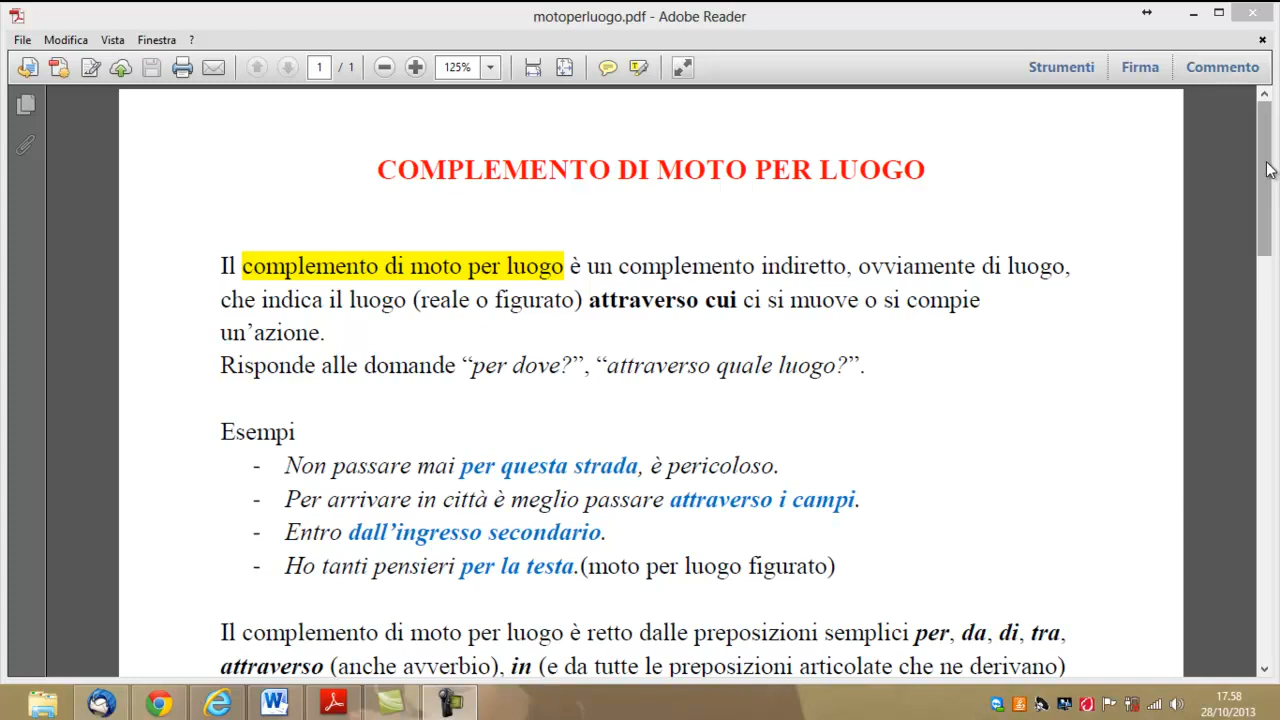 motoperluogo.pdf - Adobe Reader
File Modifica Vista Finestra ?
1 / 1 125% Strumenti Firma Commento
COMPLEMENTO DI MOTO PER LUOGO
Il complemento di moto per luogo è un complemento indiretto, ovviamente di luogo,
che indica il luogo (reale o figurato) attraverso cui ci si muove o si compie
un’azione.
Risponde alle domande “per dove?”, “attraverso quale luogo?”.
Esempi
- Non passare mai per questa strada, è pericoloso.
- Per arrivare in città è meglio passare attraverso i campi.
- Entro dall’ingresso secondario.
- Ho tanti pensieri per la testa.(moto per luogo figurato)
Il complemento di moto per luogo è retto dalle preposizioni semplici per, da, di, tra,
attraverso (anche avverbio), in (e da tutte le preposizioni articolate che ne derivano)
17.58
28/10/2013